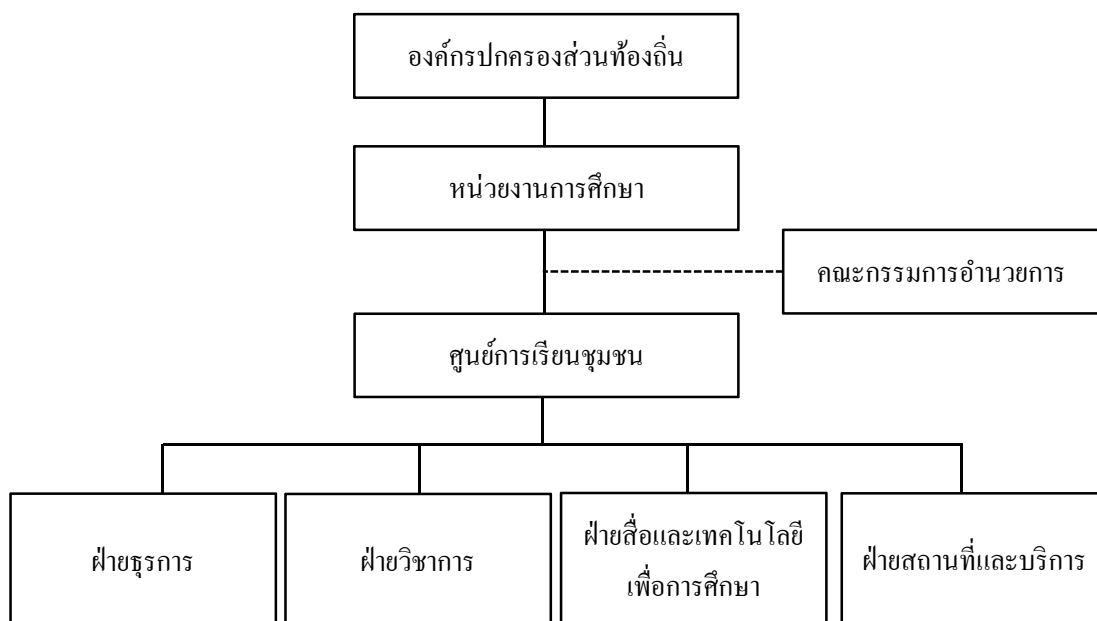 องค์กรปกครองส่วนท้องถิ่น
หน่วยงานการศึกษา
คณะกรรมการอำนวยการ
ศูนย์การเรียนชุมชน
ฝ่ายธุรการ
ฝ่ายวิชาการ
ฝ่ายสื่อและเทคโนโลยี
เพื่อการศึกษา
ฝ่ายสถานที่และบริการ